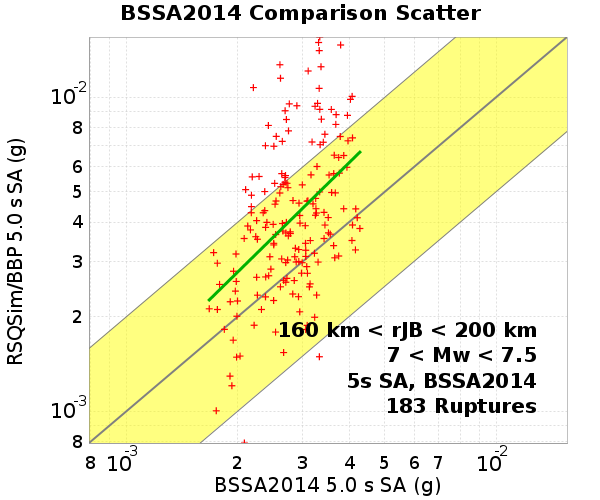 BSSA2014 Comparison Scatter
RSQSim/BBP 5.0 s SA (g)
10-2
8
6
5
4
3
2
10-3
8
160 km < rJB < 200 km
7 < Mw < 7.5
5s SA, BSSA2014
183 Ruptures
8 10-3 2 3 4 5 6 7 8 10-2
BSSA2014 5.0 s SA (g)